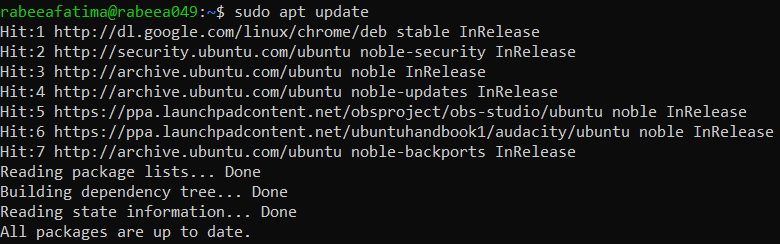 rabeeafatima@rabeea049:~$ sudo apt update
Hit:1 http://dl.google.com/linux/chrome/deb stable InRelease
Hit:2 http://security.ubuntu.com/ubuntu noble-security InRelease
Hit:3 http://archive.ubuntu.com/ubuntu noble InRelease
Hit:4 http://archive.ubuntu.com/ubuntu noble-updates InRelease
Hit:5 https://ppa.launchpadcontent.net/obsproject/obs-studio/ubuntu noble InRelease
Hit:6 https://ppa.launchpadcontent.net/ubuntuhandbook1/audacity/ubuntu noble InRelease
Hit:7 http://archive.ubuntu.com/ubuntu noble-backports InRelease
Reading package lists... Done
Building dependency tree... Done
Reading state information... Done
All packages are up to date.